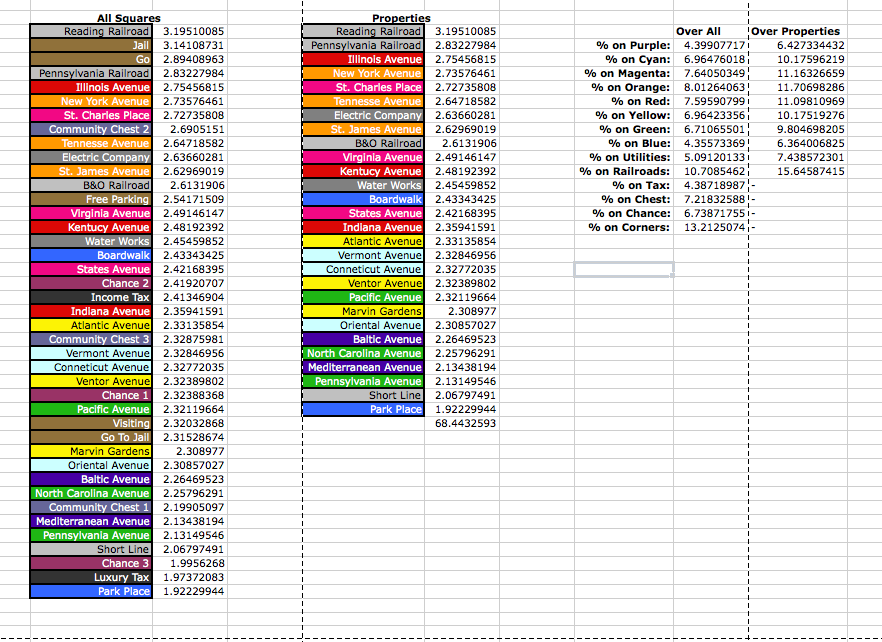 All Squares Properties
Reading Railroad 3.19510085 Reading Railroad 3.19510085 Over All Over Properties
Jail 3.14108731 Pennsylvania Railroad 2.83227984 % on Purple: 4.39907717 6.427334432
Go 2.89408963 Illinois Avenue 2.75456815 % on Cyan: 6.96476018 10.17596219
Pennsylvania Railroad 2.83227984 New York Avenue 2.73576461 % on Magenta: 7.64050349 11.16326659
Illinois Avenue 2.75456815 St. Charles Place 2.72735808 % on Orange: 8.01264063 11.70698286
New York Avenue 2.73576461 Tennesse Avenue 2.64718582 % on Red: 7.59590799 11.09810969
St. Charles Place 2.72735808 Electric Company 2.63660281 % on Yellow: 6.96423356 10.17519276
Community Chest 2 2.6905151 St. James Avenue 2.62969019 % on Green: 6.71065501 9.804698205
Tennesse Avenue 2.64718582 B&O Railroad 2.6131906 % on Blue: 4.35573369 6.364006825
Electric Company 2.63660281 Virginia Avenue 2.49146147 % on Utilities: 5.09120133 7.438572301
St. James Avenue 2.62969019 Kentucy Avenue 2.48192392 % on Railroads: 10.7085462 15.64587415
B&O Railroad 2.6131906 Water Works 2.45459852 % on Tax: 4.38718987 -
Free Parking 2.54171509 Boardwalk 2.43343425 % on Chest: 7.21832588 -
Virginia Avenue 2.49146147 States Avenue 2.42168395 % on Chance: 6.73871755 -
Kentucy Avenue 2.48192392 Indiana Avenue 2.35941591 % on Corners: 13.2125074 -
Water Works 2.45459852 Atlantic Avenue 2.33135854
Boardwalk 2.43343425 Vermont Avenue 2.32846956
States Avenue 2.42168395 Conneticut Avenue 2.32772035
Chance 2 2.41920707 Ventor Avenue 2.32389802
Income Tax 2.41346904 Pacific Avenue 2.32119664
Indiana Avenue 2.35941591 Marvin Gardens 2.308977
Atlantic Avenue 2.33135854 Oriental Avenue 2.30857027
Community Chest 3 2.32875981 Baltic Avenue 2.26469523
Vermont Avenue 2.32846956 North Carolina Avenue 2.25796291
Conneticut Avenue 2.32772035 Mediterranean Avenue 2.13438194
Ventor Avenue 2.32389802 Pennsylvania Avenue 2.13149546
Chance 1 2.32388368 Short Line 2.06797491
Pacific Avenue 2.32119664 Park Place 1.92229944
Visiting 2.32032868 68.4432593
Go To Jail 2.31528674
Marvin Gardens 2.308977
Oriental Avenue 2.30857027
Baltic Avenue 2.26469523
North Carolina Avenue 2.25796291
Community Chest 1 2.19905097
Mediterranean Avenue 2.13438194
Pennsylvania Avenue 2.13149546
Short Line 2.06797491
Chance 3 1.9956268
Luxury Tax 1.97372083
Park Place 1.92229944